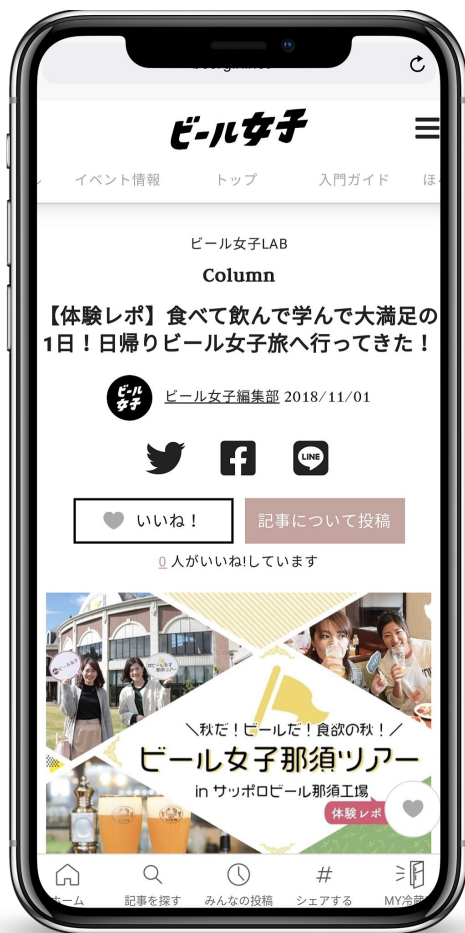 ビール女子
イベント情報 トップ 入門ガイド
ビール女子LAB
Column
【体験レポ】食べて飲んで学んで大満足の
1日！日帰りビール女子旅へ行ってきた！
ビール
女子
ビール女子編集部 2018/11/01
LINE
いいね！
記事について投稿
0 人がいいね!しています
＼秋だ！ビールだ！食欲の秋！／
ビール女子那須ツアー
in サッポロビール那須工場
体験レポ
ホーム 記事を探す みんなの投稿 シェアする MY冷蔵